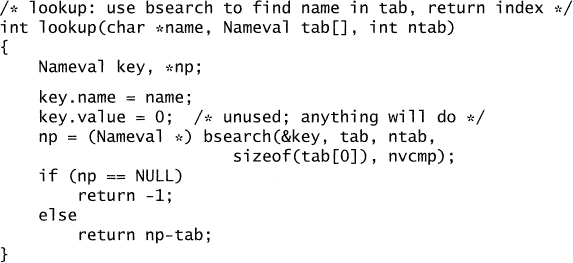 /* lookup: use bsearch to find name in tab, return index */
int lookup(char *name, Nameval tab[], int ntab)
{
    Nameval key, *np;

    key.name = name;
    key.value = 0;  /* unused; anything will do */
    np = (Nameval *) bsearch(&key, tab, ntab,
                        sizeof(tab[0]), nvcmp);
    if (np == NULL)
        return -1;
    else
        return np-tab;
}